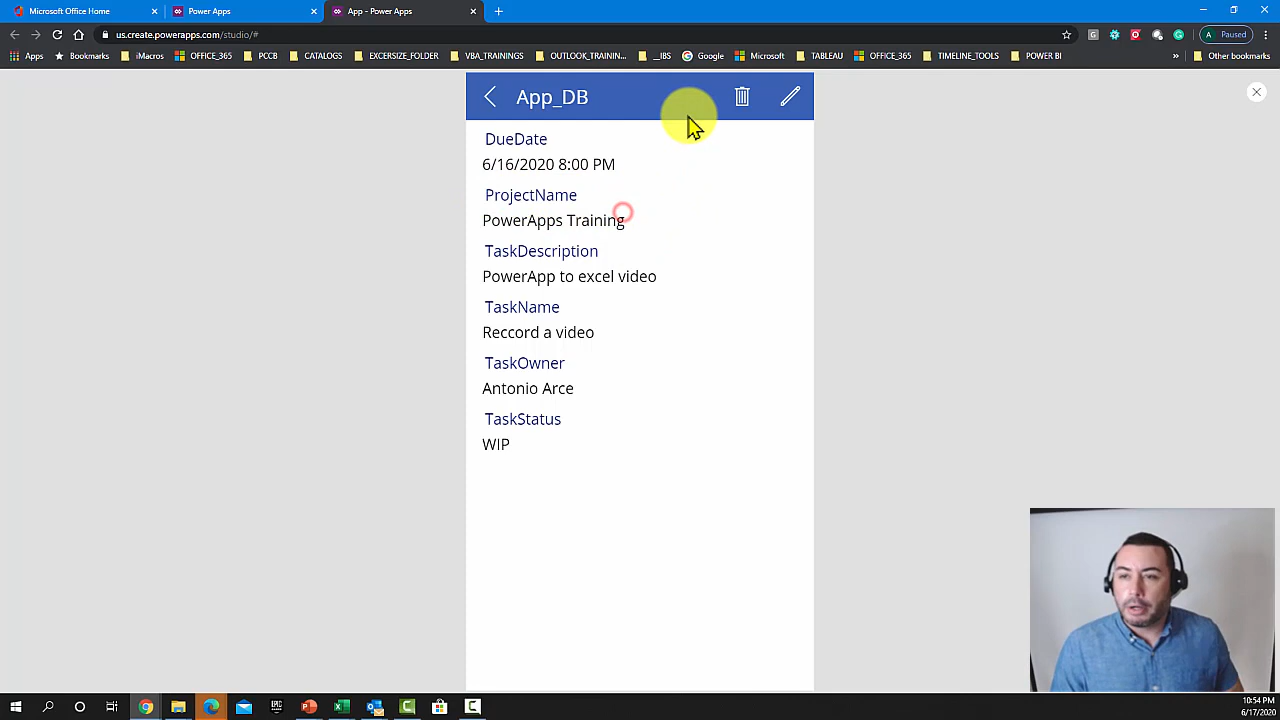 Microsoft Office Home
Power Apps
App - Power Apps
us.create.powerapps.com/studio/#
Paused
Apps
Bookmarks
iMacros
OFFICE_365
PCCB
CATALOGS
EXCERSIZE_FOLDER
VBA_TRAININGS
OUTLOOK_TRAININ...
__IBS
Google
Microsoft
TABLEAU
OFFICE_365
TIMELINE_TOOLS
POWER BI
Other bookmarks
App_DB
DueDate
6/16/2020 8:00 PM
ProjectName
PowerApps Training
TaskDescription
PowerApp to excel video
TaskName
Reccord a video
TaskOwner
Antonio Arce
TaskStatus
WIP
10:54 PM
6/17/2020